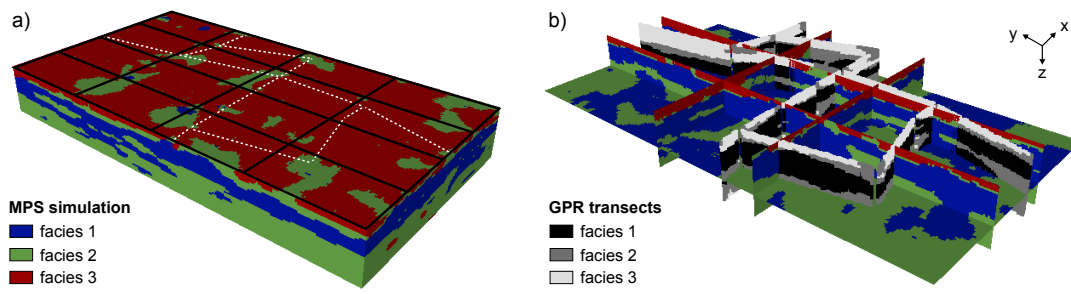 a)
MPS simulation
facies 1
facies 2
facies 3
b)
y
x
z
GPR transects
facies 1
facies 2
facies 3